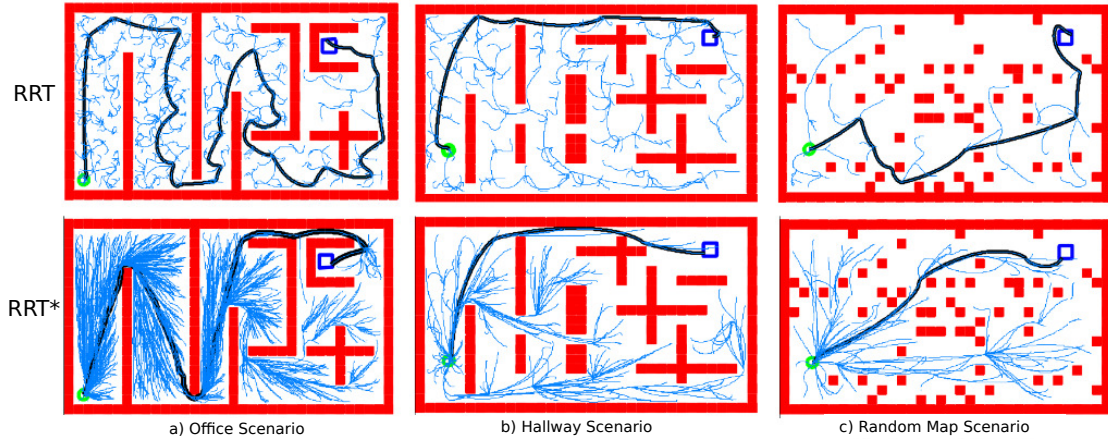 RRT
RRT*
a) Office Scenario
b) Hallway Scenario
c) Random Map Scenario